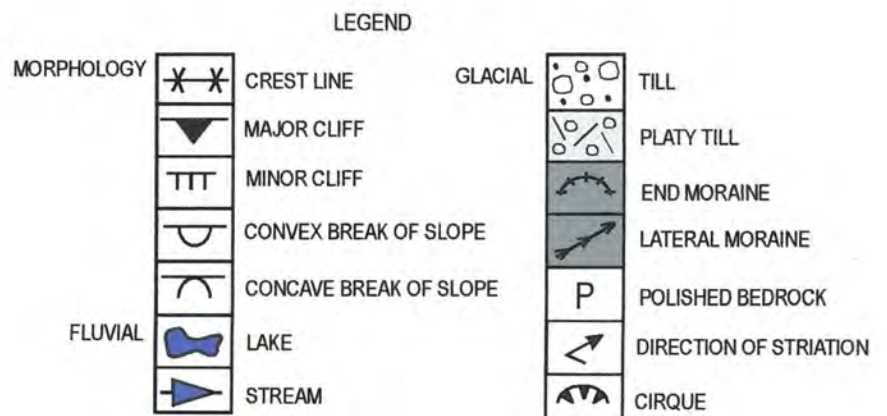 LEGEND
MORPHOLOGY
CREST LINE
MAJOR CLIFF
MINOR CLIFF
CONVEX BREAK OF SLOPE
CONCAVE BREAK OF SLOPE
FLUVIAL
LAKE
STREAM
GLACIAL
TILL
PLATY TILL
END MORAINE
LATERAL MORAINE
P
POLISHED BEDROCK
DIRECTION OF STRIATION
CIRQUE